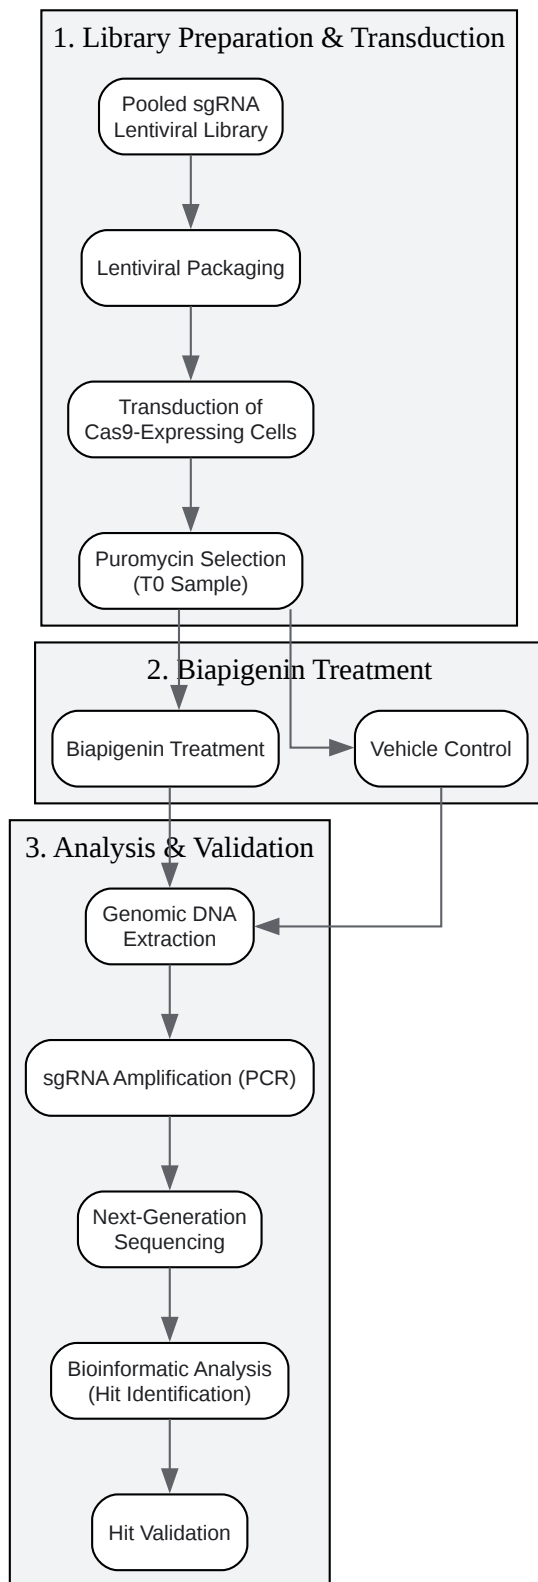 1. Library Preparation & Transduction
Pooled sgRNA
Lentiviral Library
Lentiviral Packaging
Transduction of
Cas9-Expressing Cells
Puromycin Selection
(T0 Sample)
2. Biapigenin Treatment
Biapigenin Treatment
Vehicle Control
3. Analysis & Validation
Genomic DNA
Extraction
sgRNA Amplification (PCR)
Next-Generation
Sequencing
Bioinformatic Analysis
(Hit Identification)
Hit Validation